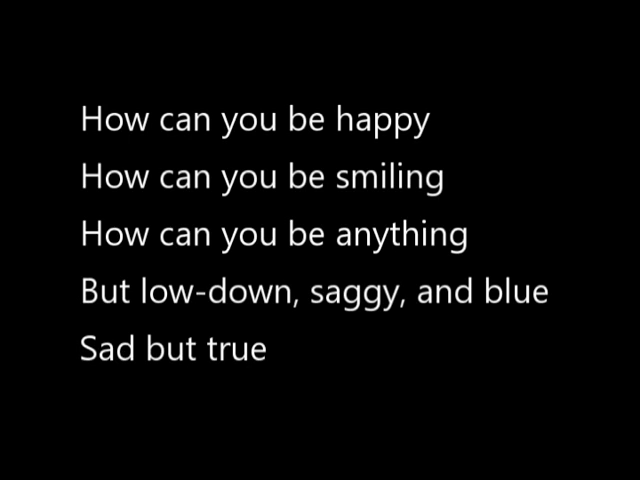 How can you be happy
How can you be smiling
How can you be anything
But low-down, saggy, and blue
Sad but true